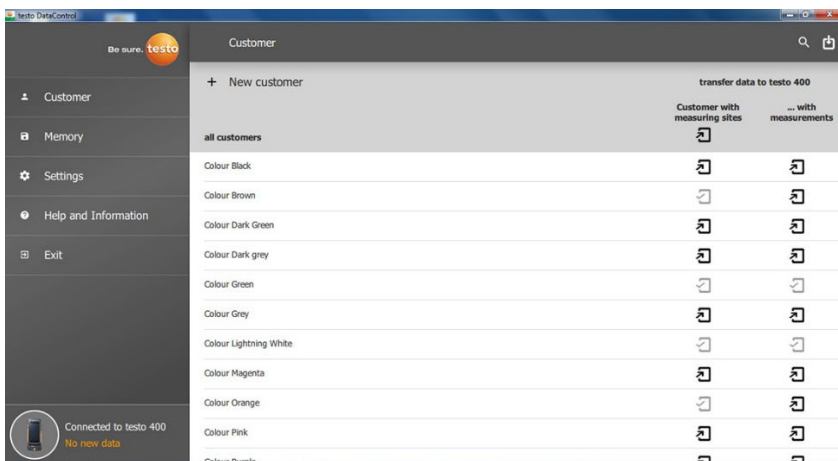 testo DataControl
Be sure. testo
Customer
Customer
Memory
Settings
Help and Information
Exit
Connected to testo 400
No new data
+ New customer
transfer data to testo 400
Customer with
measuring sites
... with
measurements
all customers
Colour Black
Colour Brown
Colour Dark Green
Colour Dark grey
Colour Green
Colour Grey
Colour Lightning White
Colour Magenta
Colour Orange
Colour Pink
Colour Purple